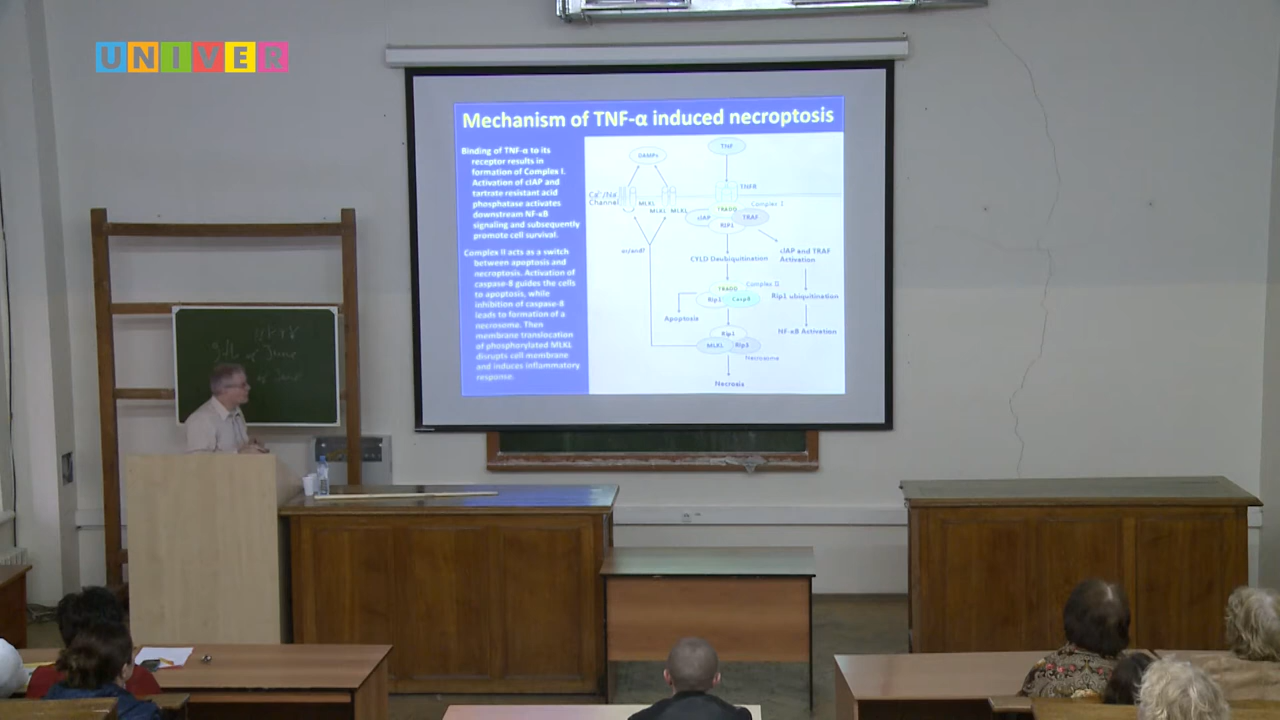 UNIVER
Mechanism of TNF-α induced necroptosis
Binding of TNF-α to its
receptor results in
formation of Complex I.
Activation of cIAP and
tartrate resistant acid
phosphatase activates
downstream NF-κB
signaling and subsequently
promote cell survival.
Complex II acts as a switch
between apoptosis and
necroptosis. Activation of
caspase-8 guides the cells
to apoptosis, while
inhibition of caspase-8
leads to formation of a
necrosome. Then
membrane translocation
of phosphorylated MLKL
disrupts cell membrane
and induces inflammatory
response.
TNF
DAMPs
TNFR
Channel
MLKL
MLKL MLKL
TRADD
Complex I
cIAP
TRAF
RIP1
or/and?
CYLD Deubiquitination
cIAP and TRAF
Activation
TRADD
Complex II
Rip1
Casp8
Rip1 ubiquitination
Apoptosis
NF-κB Activation
Rip1
MLKL
Rip3
Necrosome
Necrosis